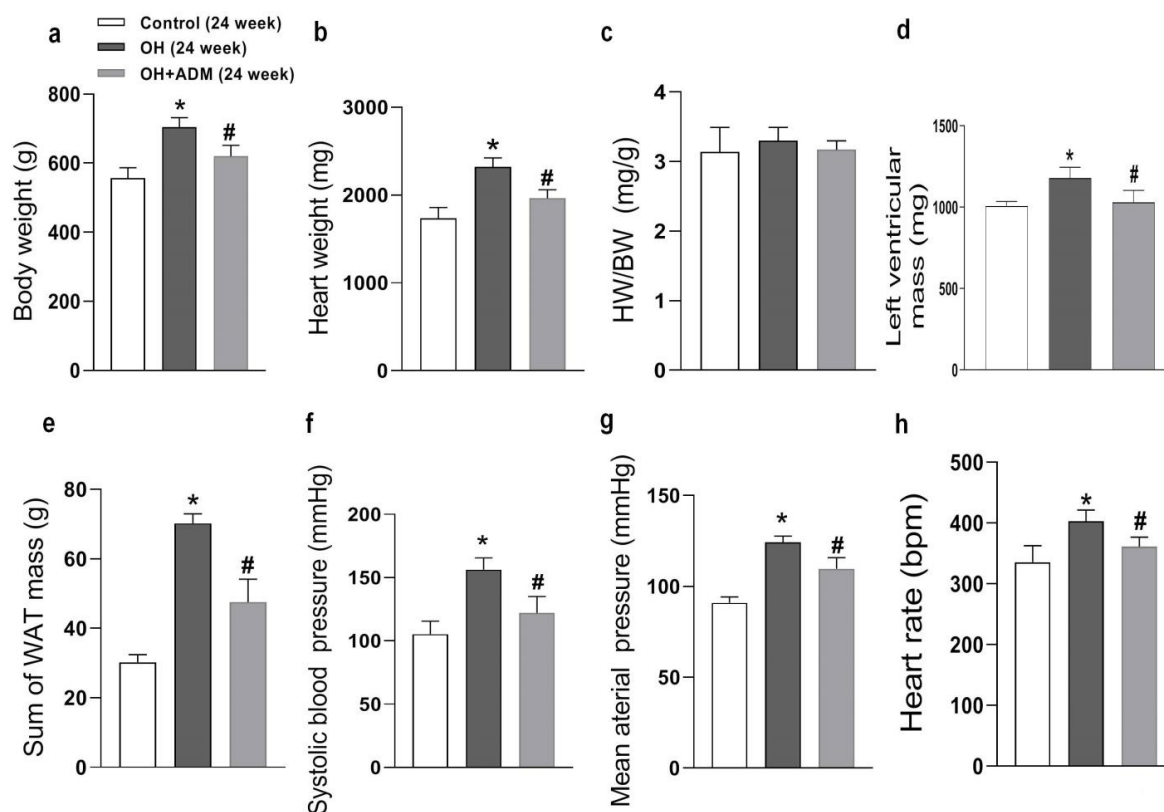 a
Control (24 week)
OH (24 week)
OH+ADM (24 week)
Body weight (g)
800
600
400
200
0
*
#
b
Heart weight (mg)
3000
2000
1000
0
*
#
c
HW/BW (mg/g)
4
3
2
1
0
d
Left ventricular
mass (mg)
1500
1000
500
0
*
#
e
Sum of WAT mass (g)
80
60
40
20
0
*
#
f
Systolic blood pressure (mmHg)
200
150
100
50
0
*
#
g
Mean aterial pressure (mmHg)
150
100
50
0
*
#
h
Heart rate (bpm)
500
400
300
200
100
0
*
#